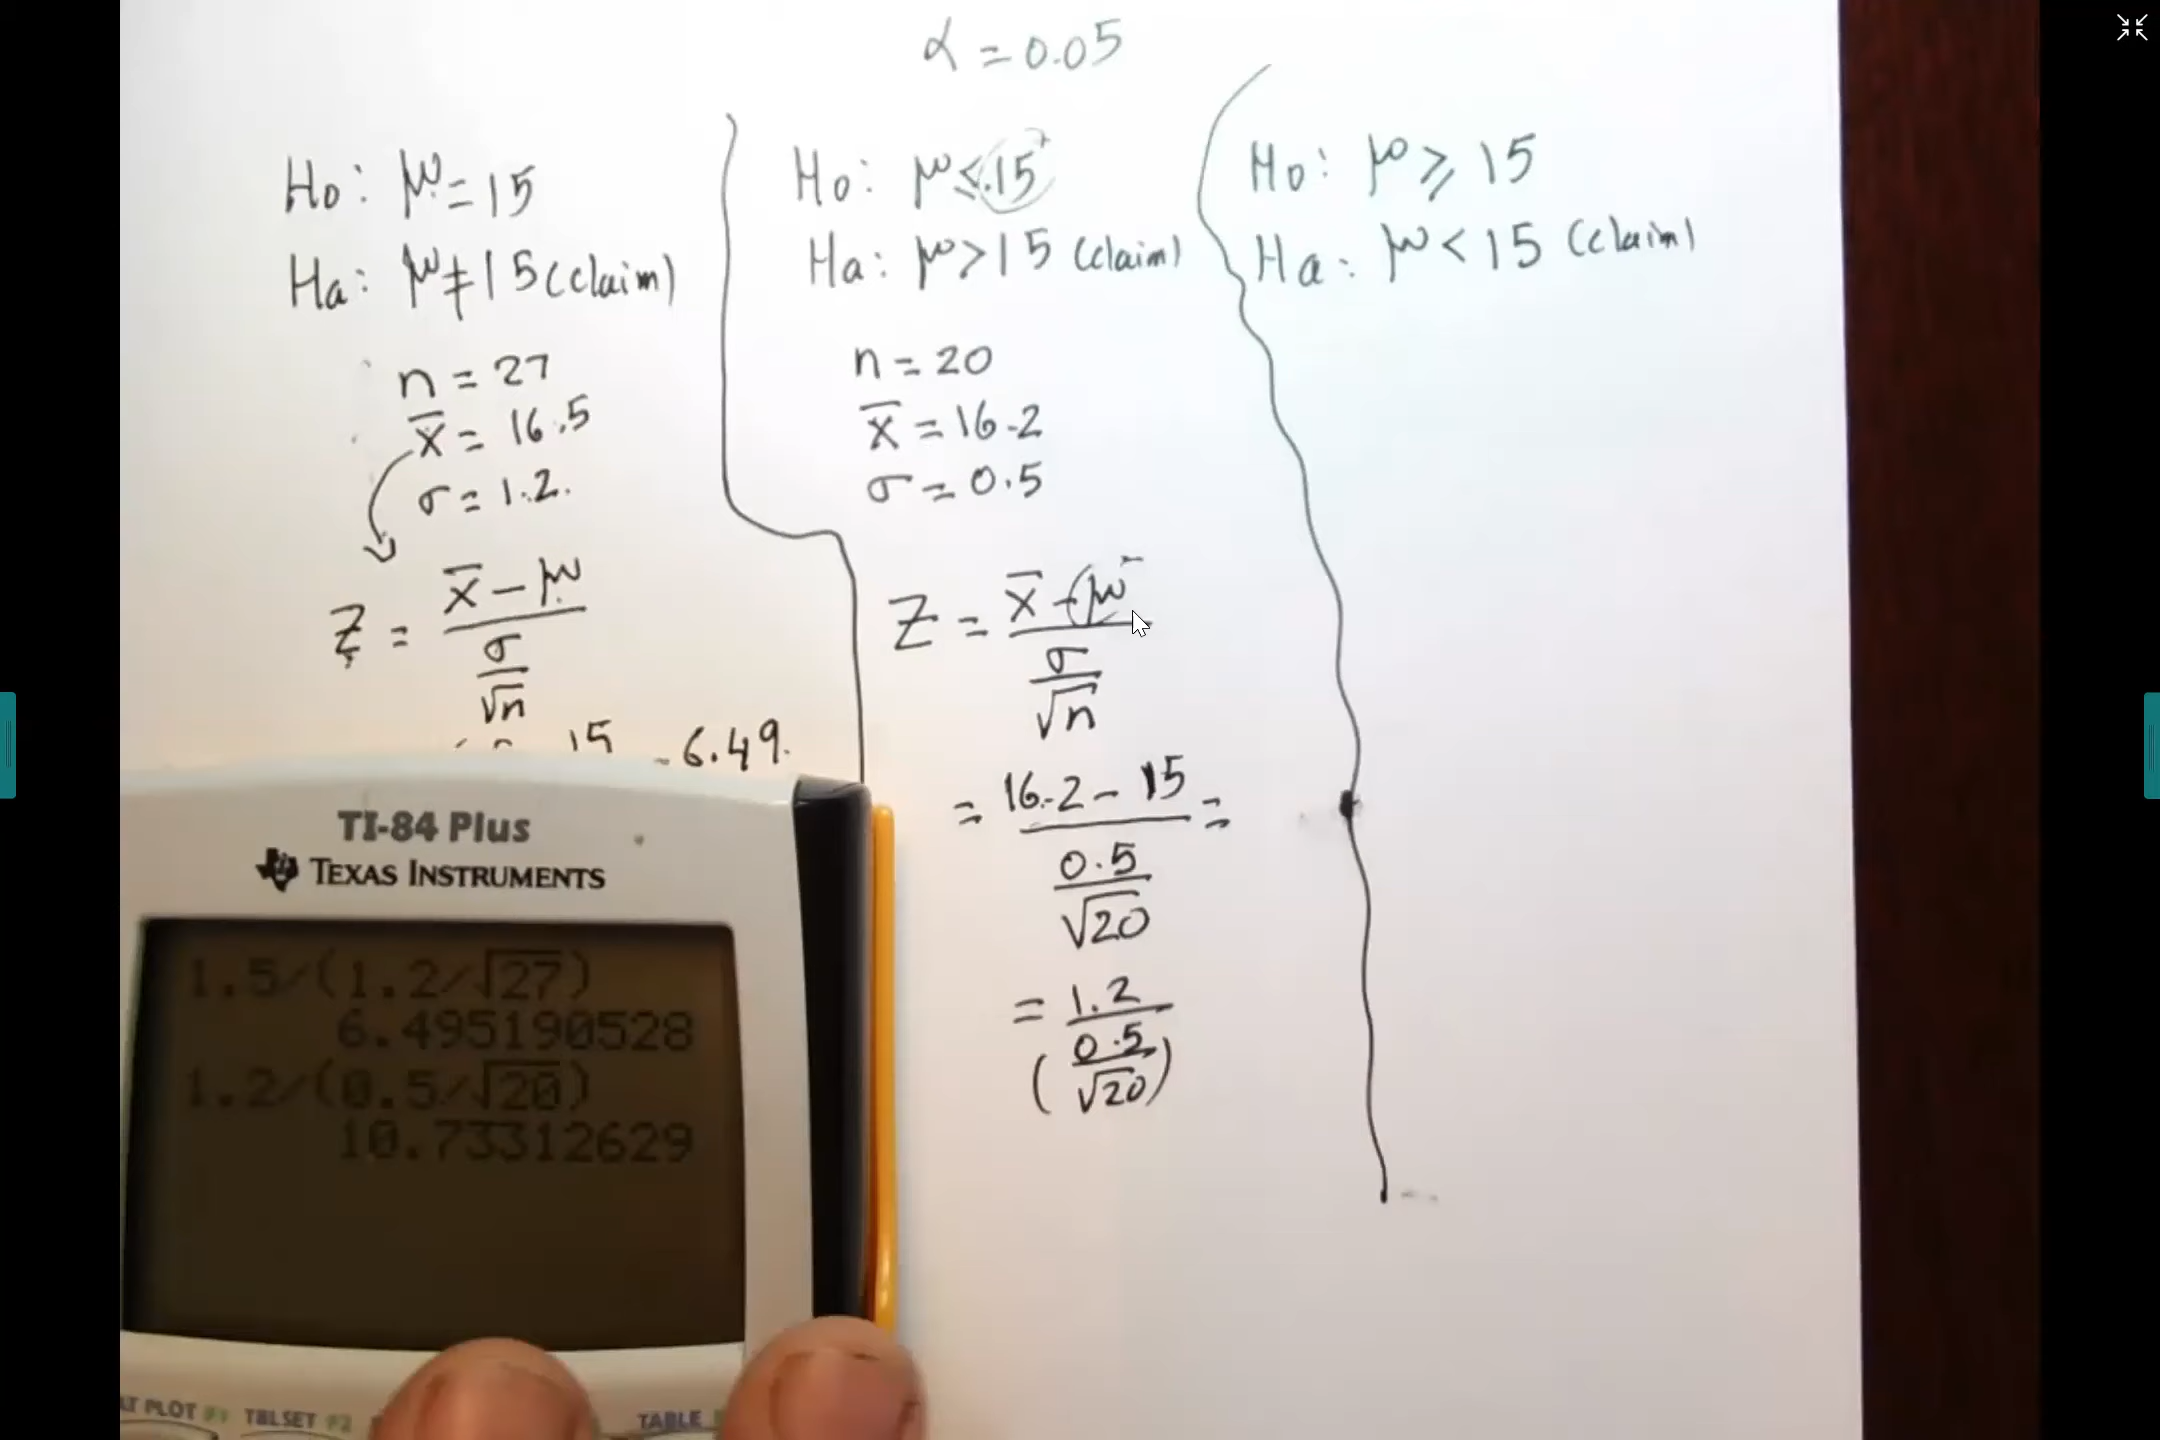 α = 0.05
Ho: μ = 15
Ha: μ ≠ 15 (claim)
n = 27
x̄ = 16.5
σ = 1.2.
Z = (x̄ - μ) / (σ/√n)
15
6.49.
Ho: μ ≤ 15
Ha: μ > 15 (claim)
n = 20
x̄ = 16.2
σ = 0.5
Z = (x̄ - μ) / (σ/√n)
= (16.2 - 15) / (0.5/√20) =
= 1.2 / (0.5/√20)
Ho: μ ≥ 15
Ha: μ < 15 (claim)
TI-84 Plus
TEXAS INSTRUMENTS
1.5/(1.2/√27)
6.495190528
1.2/(0.5/√20)
10.73312629
PLOT F1 TBLSET F2 TABLE